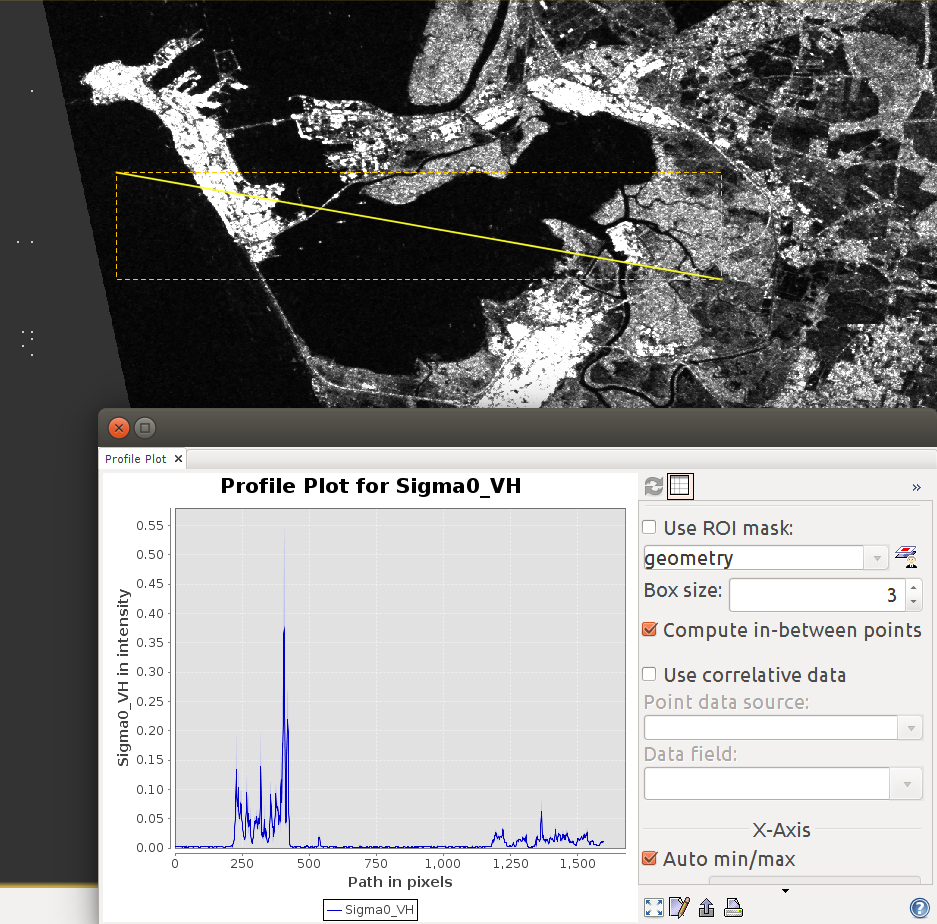 Profile Plot
Profile Plot for Sigma0_VH
Sigma0_VH in intensity
0.55
0.50
0.45
0.40
0.35
0.30
0.25
0.20
0.15
0.10
0.05
0.00
0 250 500 750 1,000 1,250 1,500
Path in pixels
Sigma0_VH
»
Use ROI mask:
geometry
Box size: 3
Compute in-between points
Use correlative data
Point data source:
Data field:
X-Axis
Auto min/max
?